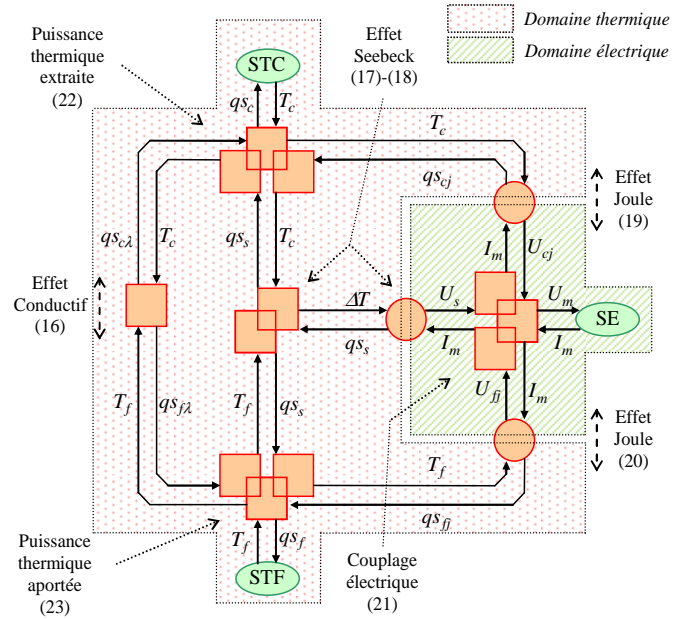 Puissance
thermique
extraite
(22)
Effet
Seebeck
(17)-(18)
Domaine thermique
Domaine électrique
STC
qs_c
T_c
T_c
qs_cj
Effet
Joule
(19)
qs_cλ
T_c
qs_s
T_c
I_m
U_cj
Effet
Conductif
(16)
ΔT
U_s
U_m
SE
qs_s
I_m
I_m
T_f
qs_fλ
T_f
qs_s
U_fj
I_m
Effet
Joule
(20)
T_f
qs_fj
Puissance
thermique
aportée
(23)
T_f
qs_f
STF
Couplage
électrique
(21)